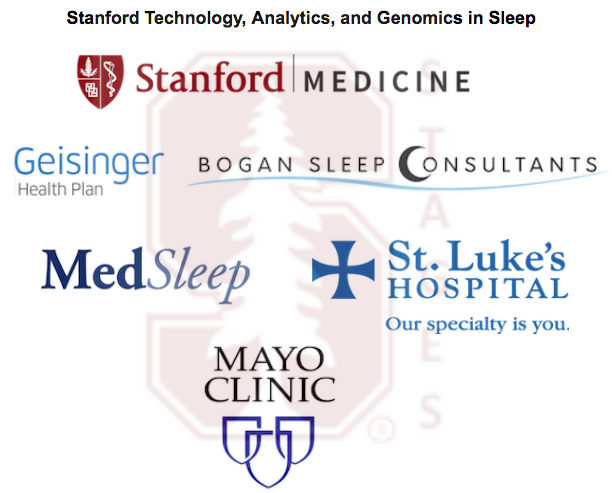 Stanford Technology, Analytics, and Genomics in Sleep
Stanford MEDICINE
Geisinger
Health Plan
BOGAN SLEEP CONSULTANTS
MedSleep
St. Luke's
HOSPITAL
Our specialty is you.
MAYO
CLINIC
STAGES
®